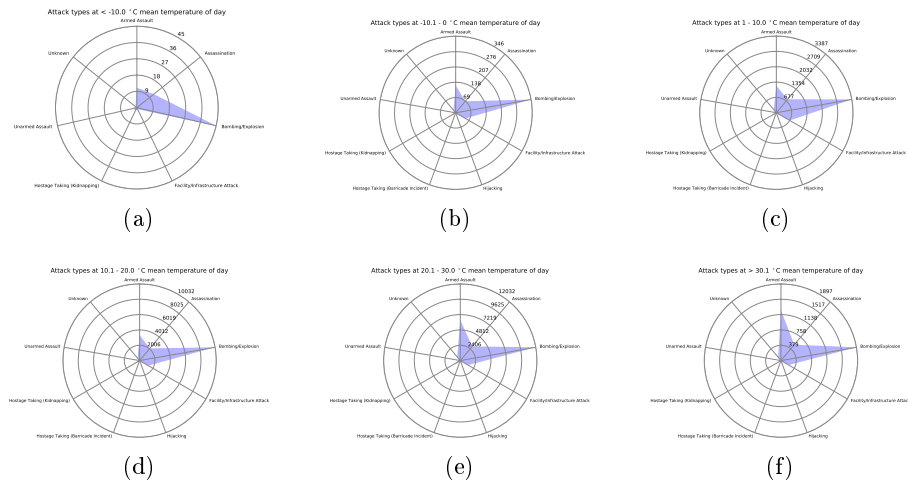 Attack types at < -10.0 °C mean temperature of day
Armed Assault
45
36
27
18
9
Unknown
Assassination
Unarmed Assault
Bombing/Explosion
Hostage Taking (Kidnapping)
Facility/Infrastructure Attack
(a)
Attack types at -10.1 - 0 °C mean temperature of day
Armed Assault
346
276
207
138
69
Unknown
Assassination
Unarmed Assault
Bombing/Explosion
Hostage Taking (Kidnapping)
Facility/Infrastructure Attack
Hostage Taking (Barricade Incident)
Hijacking
(b)
Attack types at 1 - 10.0 °C mean temperature of day
Armed Assault
3387
2709
2032
1354
677
Unknown
Assassination
Unarmed Assault
Bombing/Explosion
Hostage Taking (Kidnapping)
Facility/Infrastructure Attack
Hostage Taking (Barricade Incident)
Hijacking
(c)
Attack types at 10.1 - 20.0 °C mean temperature of day
Armed Assault
10032
8025
6019
4012
2006
Unknown
Assassination
Unarmed Assault
Bombing/Explosion
Hostage Taking (Kidnapping)
Facility/Infrastructure Attack
Hostage Taking (Barricade Incident)
Hijacking
(d)
Attack types at 20.1 - 30.0 °C mean temperature of day
Armed Assault
12032
9625
7219
4812
2406
Unknown
Assassination
Unarmed Assault
Bombing/Explosion
Hostage Taking (Kidnapping)
Facility/Infrastructure Attack
Hostage Taking (Barricade Incident)
Hijacking
(e)
Attack types at > 30.1 °C mean temperature of day
Armed Assault
1897
1517
1138
758
379
Unknown
Assassination
Unarmed Assault
Bombing/Explosion
Hostage Taking (Kidnapping)
Facility/Infrastructure Attac
Hostage Taking (Barricade Incident)
Hijacking
(f)